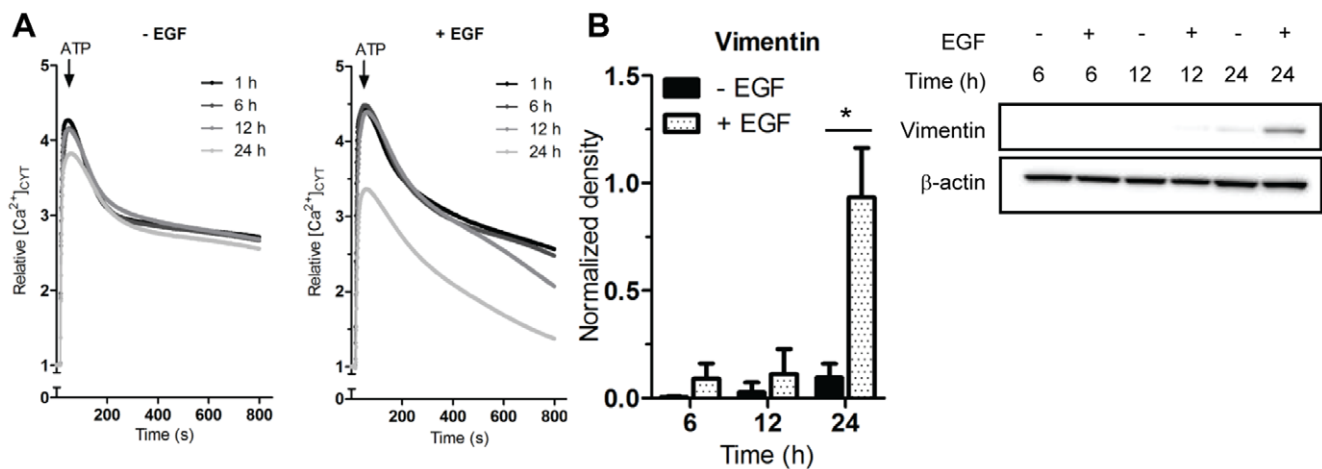 A
- EGF
ATP
1 h
6 h
12 h
24 h
Relative [Ca²⁺]CYT
5
4
3
2
1
0
200 400 600 800
Time (s)
+ EGF
ATP
1 h
6 h
12 h
24 h
Relative [Ca²⁺]CYT
5
4
3
2
1
0
200 400 600 800
Time (s)
B
Vimentin
- EGF
+ EGF
*
Normalized density
1.5
1.0
0.5
0.0
6 12 24
Time (h)
EGF - + - + - +
Time (h) 6 6 12 12 24 24
Vimentin
β-actin